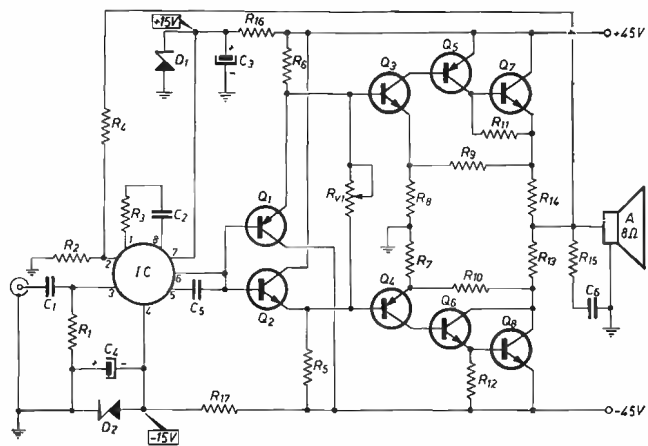 +15V
R16
+45V
D1
+
-
C3
R6
Q3
Q5
Q7
R4
R11
R9
R3
C2
Q1
RV1
R8
R14
A
8Ω
R2
1
8
2
7
IC
6
3
5
4
C1
C5
Q2
R7
R13
R15
Q4
R10
Q6
Q8
C6
R1
+
C4
-
R5
R12
D2
R17
-15V
-45V